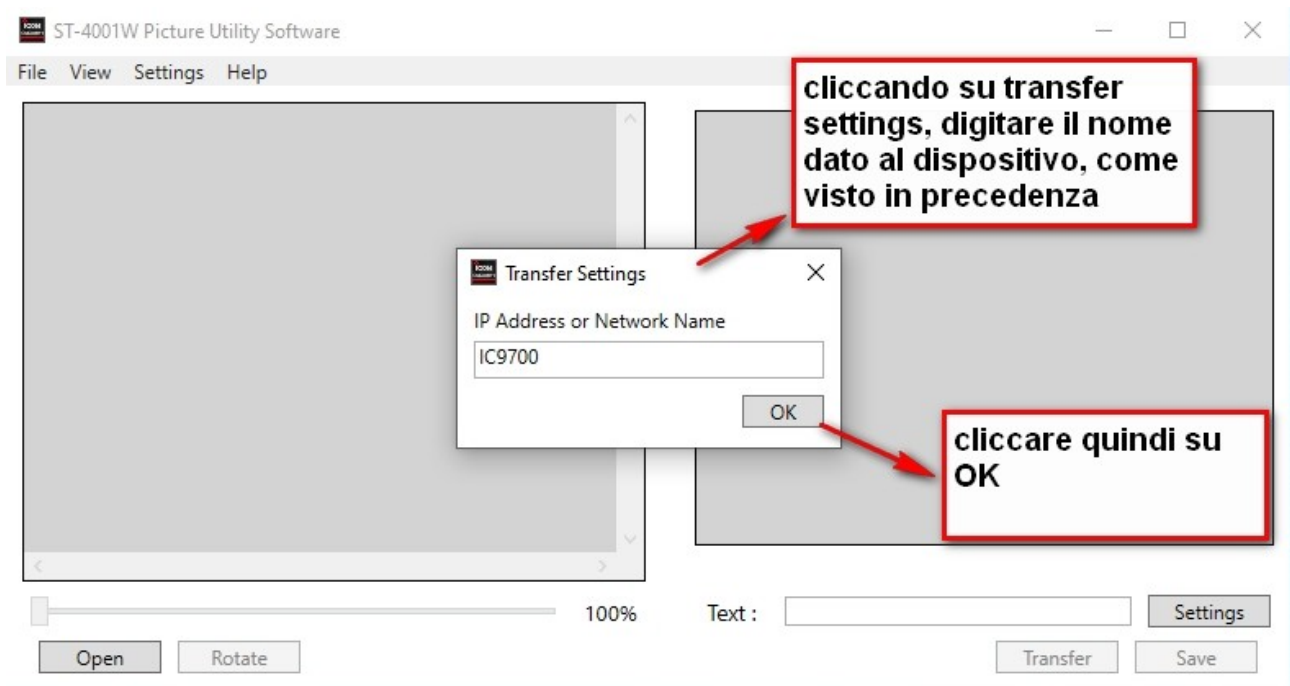 ST-4001W Picture Utility Software
File View Settings Help
cliccando su transfer
settings, digitare il nome
dato al dispositivo, come
visto in precedenza
Transfer Settings
IP Address or Network Name
IC9700
OK
cliccare quindi su
OK
100%
Text :
Settings
Open
Rotate
Transfer
Save